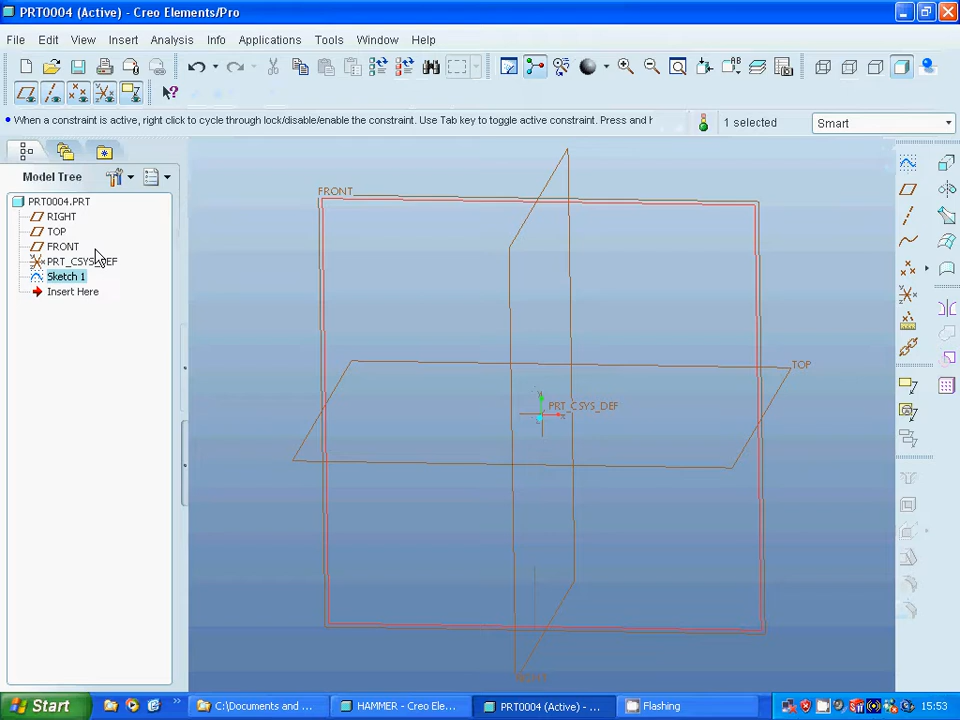 PRT0004 (Active) - Creo Elements/Pro
File Edit View Insert Analysis Info Applications Tools Window Help
When a constraint is active, right click to cycle through lock/disable/enable the constraint. Use Tab key to toggle active constraint. Press and h
1 selected
Smart
Model Tree
PRT0004.PRT
RIGHT
TOP
FRONT
PRT_CSYS_DEF
Sketch 1
Insert Here
FRONT
TOP
PRT_CSYS_DEF
Start
C:\Documents and ...
HAMMER - Creo Ele...
PRT0004 (Active) - ...
Flashing
15:53